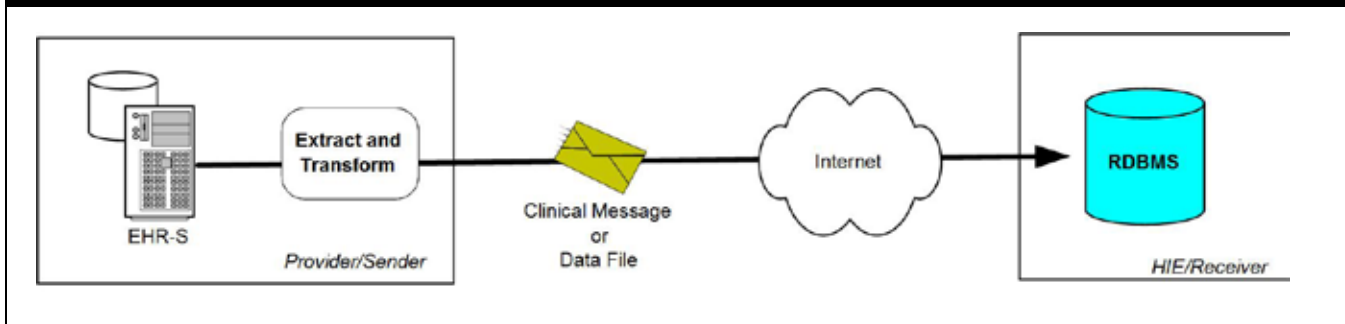 EHR-S
Extract and
Transform
Provider/Sender
Clinical Message
or
Data File
Internet
RDBMS
HIE/Receiver